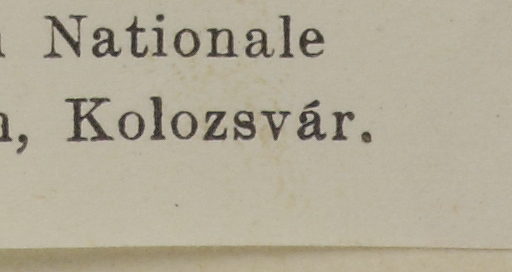 Nationale
, Kolozsvár.